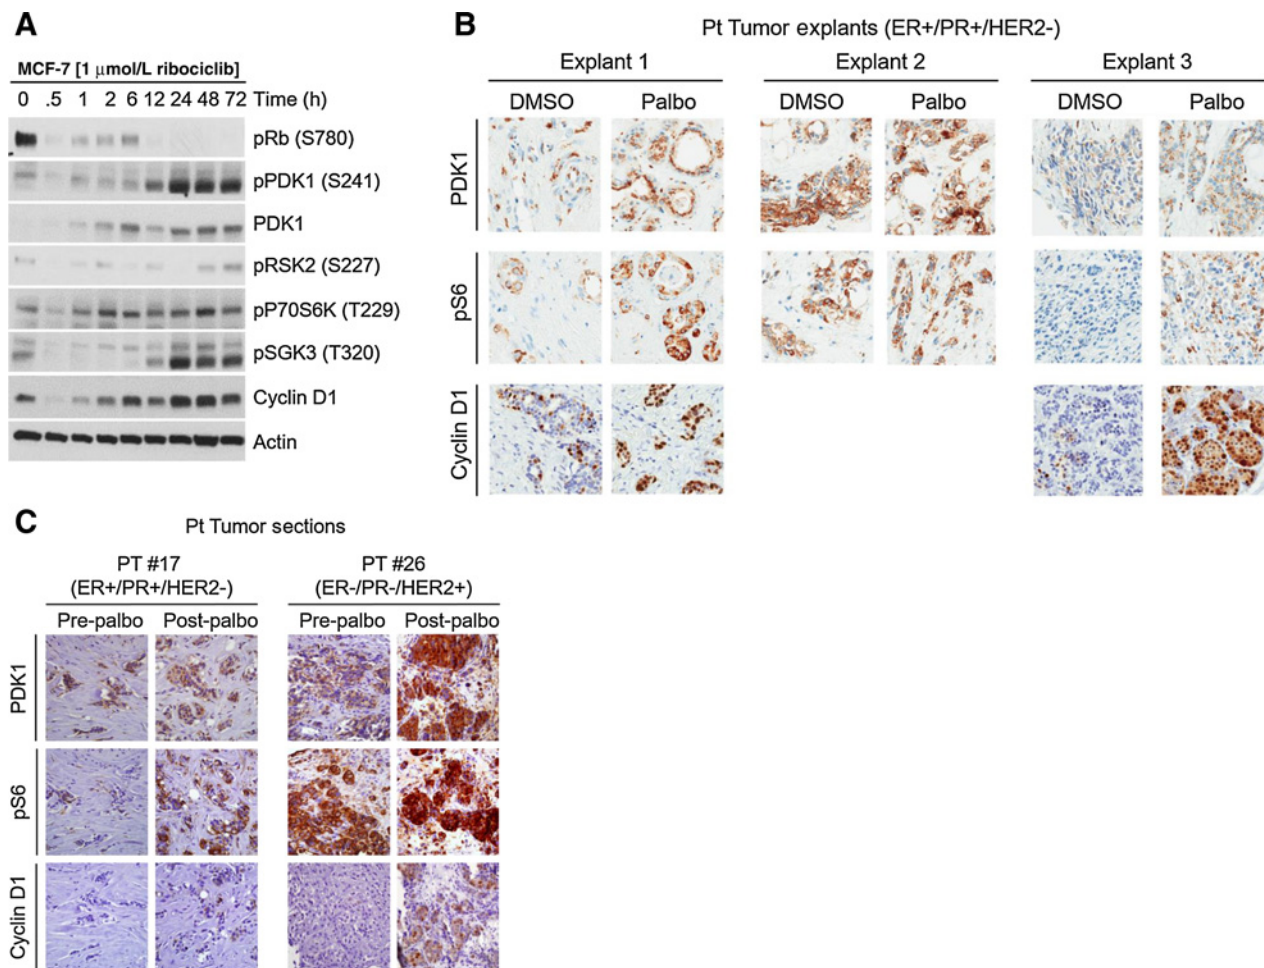 A
MCF-7 [1 μmol/L ribociclib]
0 .5 1 2 6 12 24 48 72 Time (h)
pRb (S780)
pPDK1 (S241)
PDK1
pRSK2 (S227)
pP70S6K (T229)
pSGK3 (T320)
Cyclin D1
Actin
B
Pt Tumor explants (ER+/PR+/HER2-)
Explant 1 Explant 2 Explant 3
DMSO Palbo DMSO Palbo DMSO Palbo
PDK1
pS6
Cyclin D1
C
Pt Tumor sections
PT #17 PT #26
(ER+/PR+/HER2-) (ER-/PR-/HER2+)
Pre-palbo Post-palbo Pre-palbo Post-palbo
PDK1
pS6
Cyclin D1